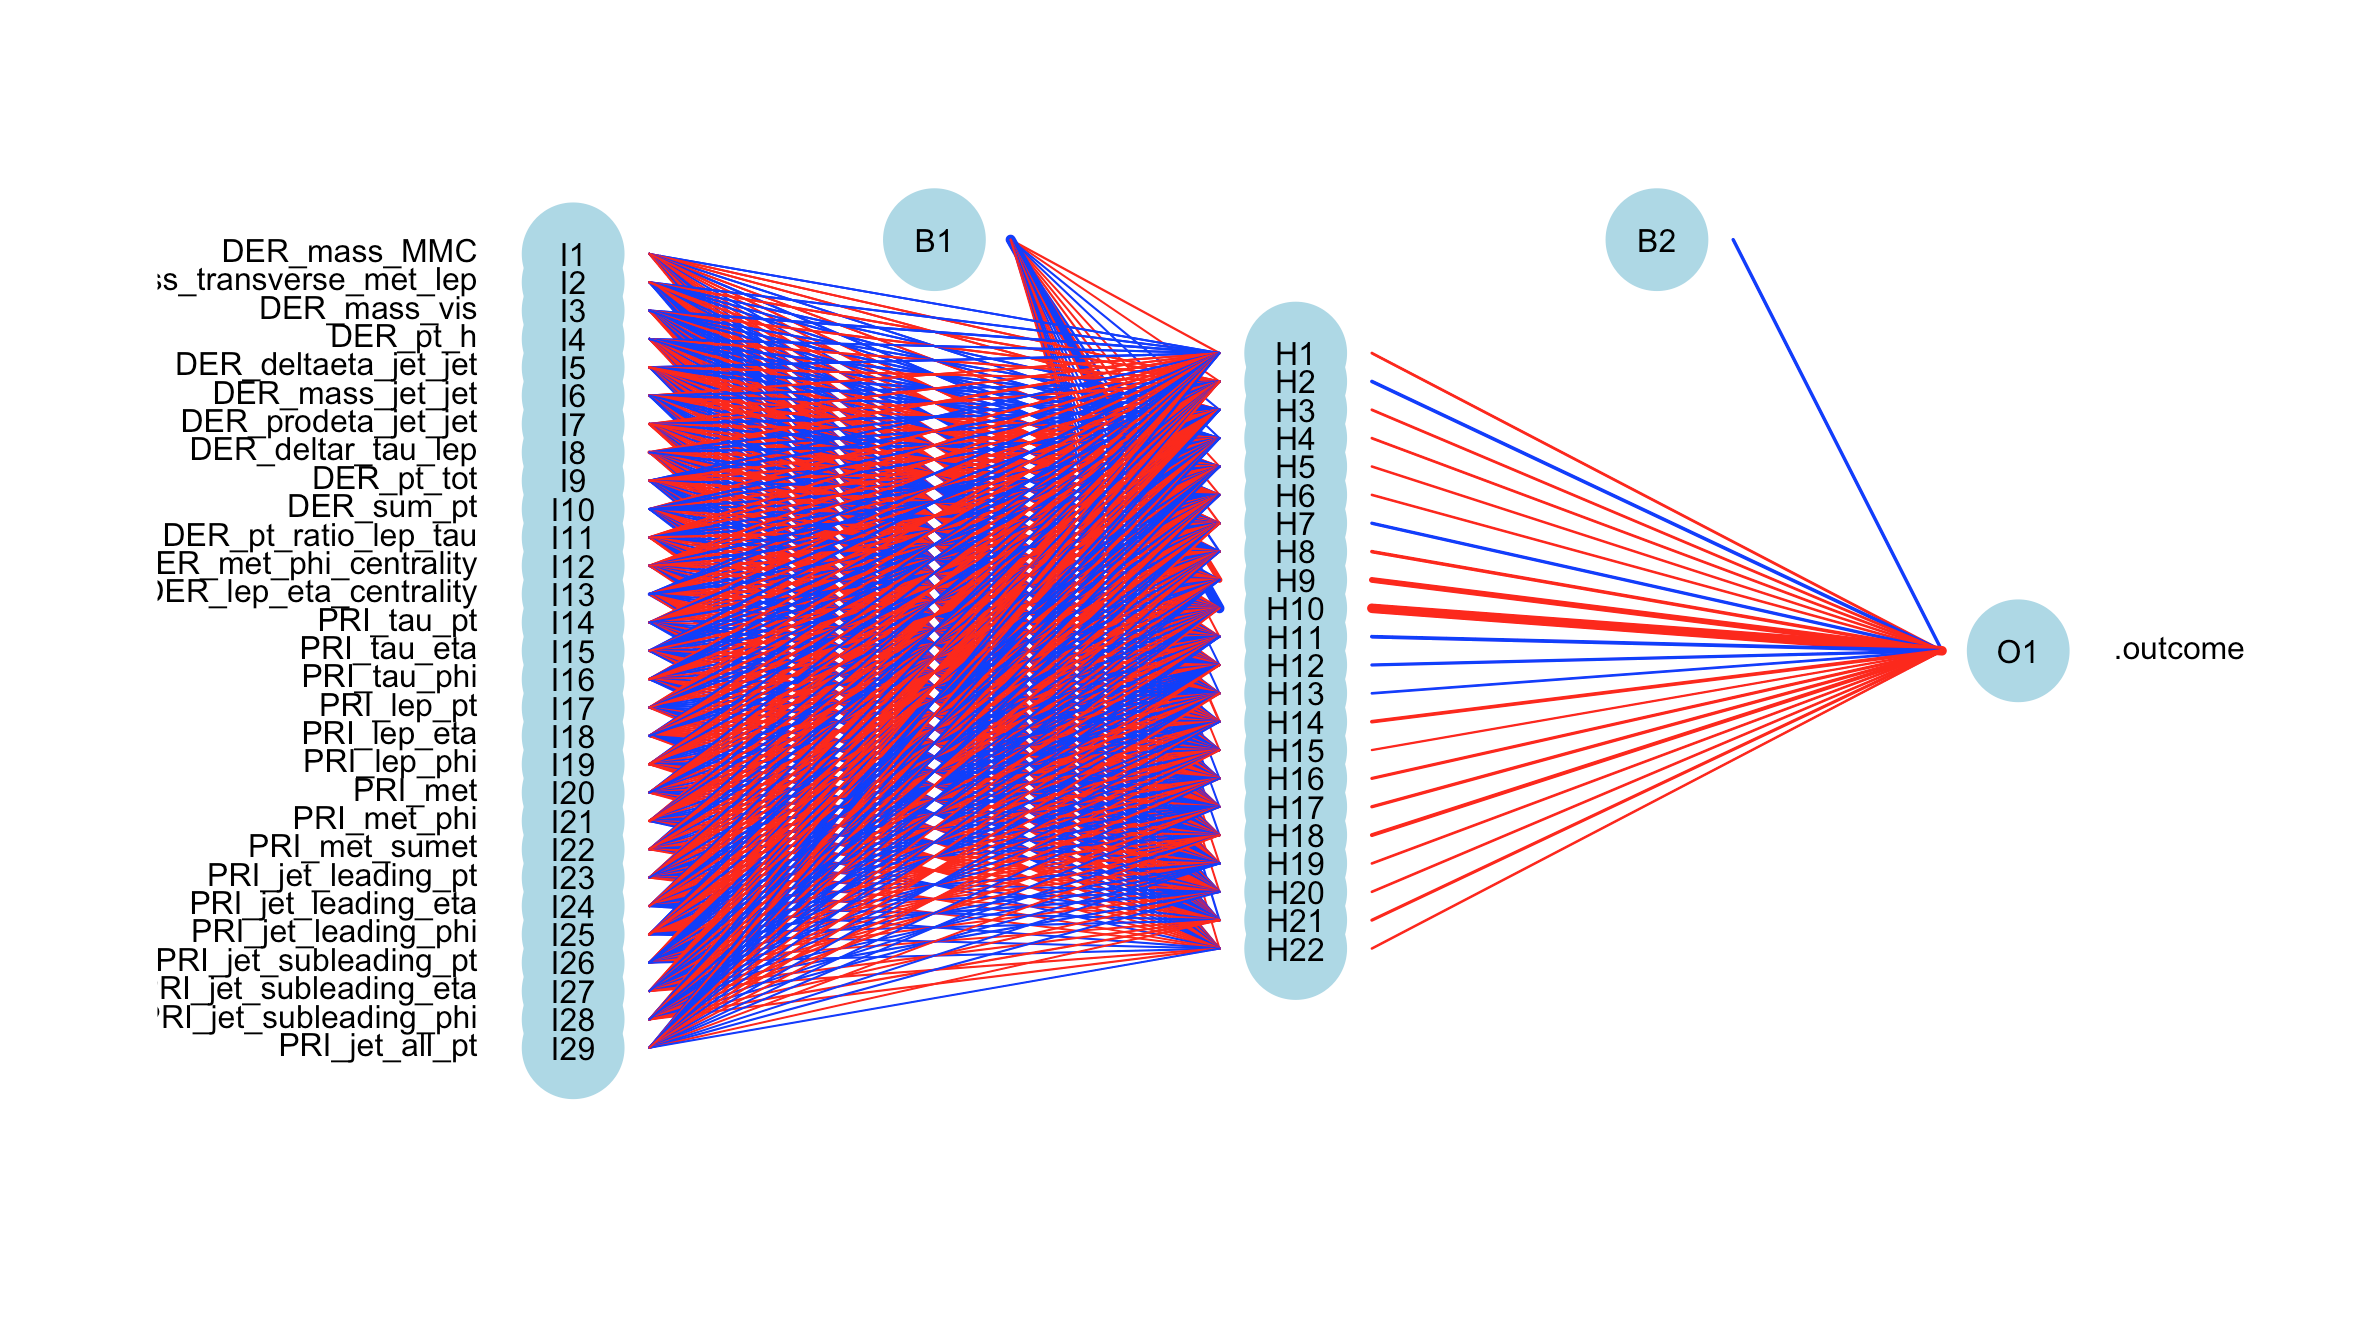 DER_mass_MMC I1
ss_transverse_met_lep I2
DER_mass_vis I3
DER_pt_h I4
DER_deltaeta_jet_jet I5
DER_mass_jet_jet I6
DER_prodeta_jet_jet I7
DER_deltar_tau_lep I8
DER_pt_tot I9
DER_sum_pt I10
DER_pt_ratio_lep_tau I11
ER_met_phi_centrality I12
DER_lep_eta_centrality I13
PRI_tau_pt I14
PRI_tau_eta I15
PRI_tau_phi I16
PRI_lep_pt I17
PRI_lep_eta I18
PRI_lep_phi I19
PRI_met I20
PRI_met_phi I21
PRI_met_sumet I22
PRI_jet_leading_pt I23
PRI_jet_leading_eta I24
PRI_jet_leading_phi I25
PRI_jet_subleading_pt I26
RI_jet_subleading_eta I27
PRI_jet_subleading_phi I28
PRI_jet_all_pt I29
B1
H1
H2
H3
H4
H5
H6
H7
H8
H9
H10
H11
H12
H13
H14
H15
H16
H17
H18
H19
H20
H21
H22
B2
O1 .outcome